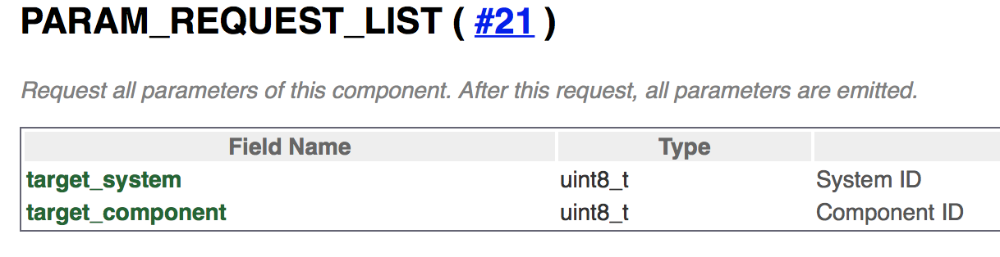 PARAM_REQUEST_LIST ( #21 )
Request all parameters of this component. After this request, all parameters are emitted.
Field Name Type
target_system uint8_t System ID
target_component uint8_t Component ID